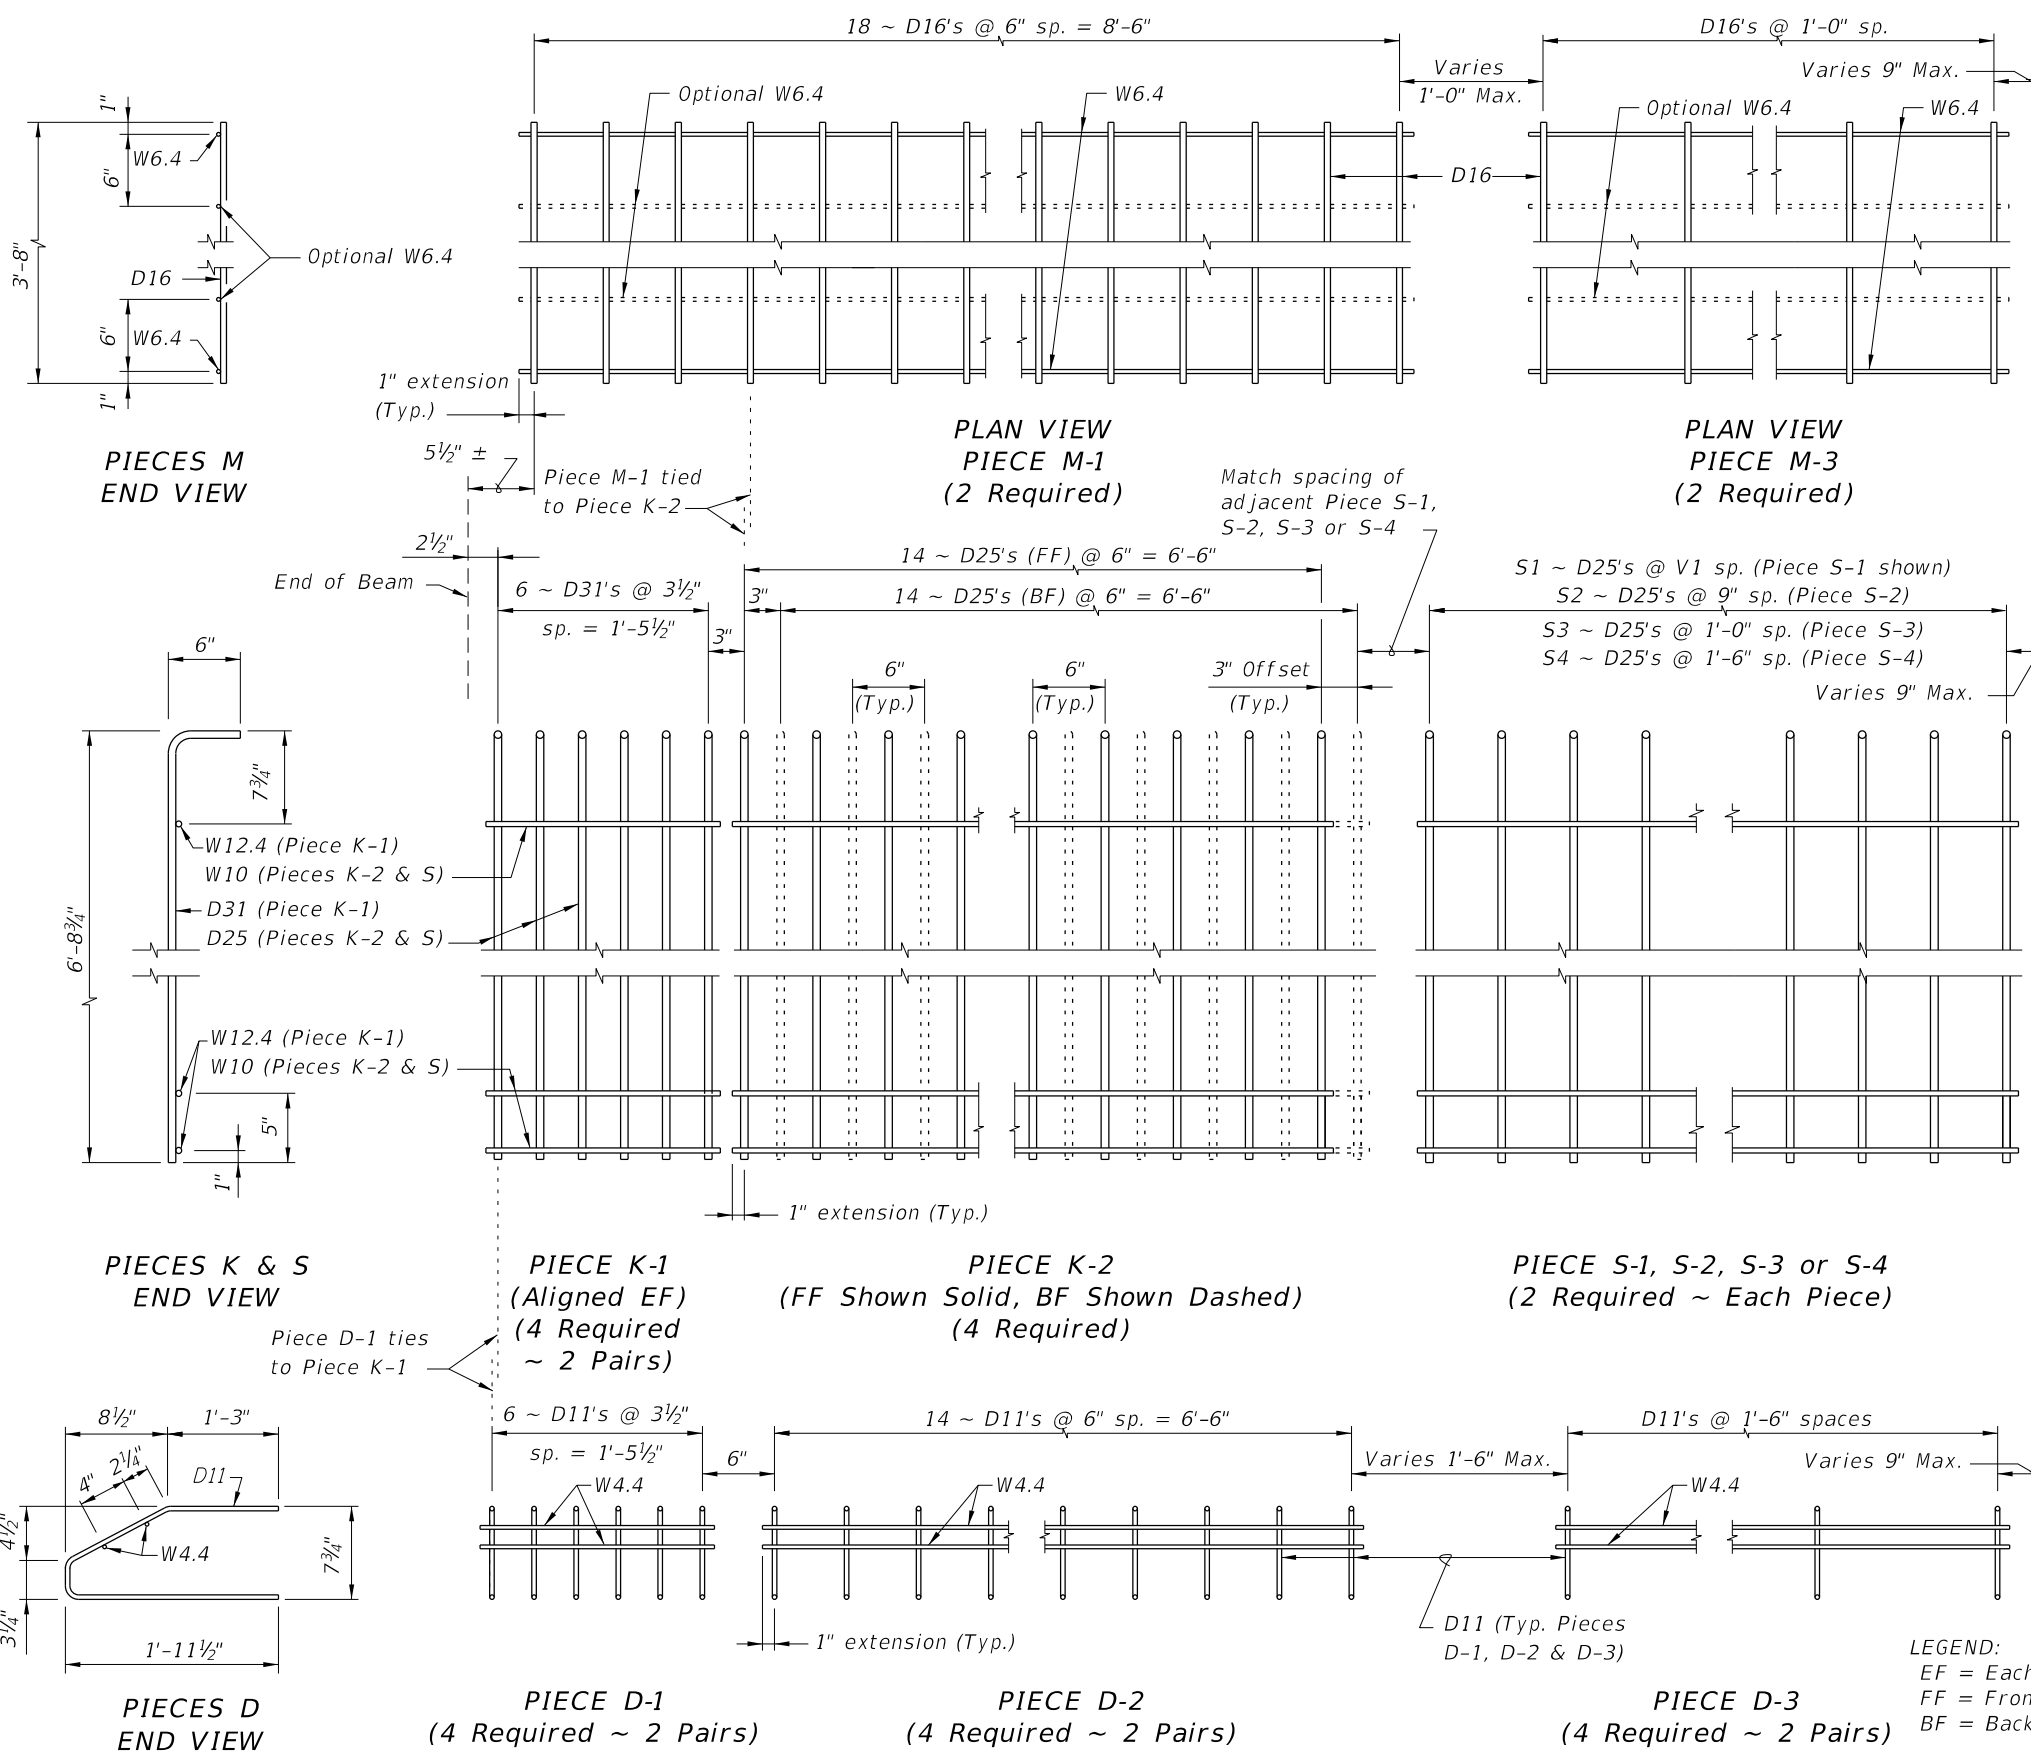 18 ~ D16's @ 6" sp. = 8'-6"
D16's @ 1'-0" sp.
Varies
1'-0" Max.
Varies 9" Max.
Optional W6.4
W6.4
Optional W6.4
W6.4
1"
W6.4
6"
3'-8"
D16
Optional W6.4
D16
6"
W6.4
1"
1" extension
(Typ.)
PIECES M
END VIEW
PLAN VIEW
PIECE M-1
(2 Required)
PLAN VIEW
PIECE M-3
(2 Required)
5½" ±
Piece M-1 tied
to Piece K-2
Match spacing of
adjacent Piece S-1,
S-2, S-3 or S-4
2½"
End of Beam
6 ~ D31's @ 3½"
sp. = 1'-5½"
3"
3"
14 ~ D25's (FF) @ 6" = 6'-6"
14 ~ D25's (BF) @ 6" = 6'-6"
S1 ~ D25's @ V1 sp. (Piece S-1 shown)
S2 ~ D25's @ 9" sp. (Piece S-2)
S3 ~ D25's @ 1'-0" sp. (Piece S-3)
S4 ~ D25's @ 1'-6" sp. (Piece S-4)
Varies 9" Max.
6"
6"
(Typ.)
6"
(Typ.)
3" Offset
(Typ.)
7¾"
W12.4 (Piece K-1)
W10 (Pieces K-2 & S)
D31 (Piece K-1)
D25 (Pieces K-2 & S)
6'-8¾"
W12.4 (Piece K-1)
W10 (Pieces K-2 & S)
5"
1"
1" extension (Typ.)
PIECES K & S
END VIEW
PIECE K-1
(Aligned EF)
(4 Required
~ 2 Pairs)
PIECE K-2
(FF Shown Solid, BF Shown Dashed)
(4 Required)
PIECE S-1, S-2, S-3 or S-4
(2 Required ~ Each Piece)
Piece D-1 ties
to Piece K-1
8½"
1'-3"
4"
2¼"
D11
4½"
W4.4
7¾"
3¼"
1'-11½"
6 ~ D11's @ 3½"
sp. = 1'-5½"
6"
W4.4
14 ~ D11's @ 6" sp. = 6'-6"
W4.4
Varies 1'-6" Max.
D11's @ 1'-6" spaces
Varies 9" Max.
W4.4
1" extension (Typ.)
D11 (Typ. Pieces
D-1, D-2 & D-3)
LEGEND:
EF = Each
FF = Fron
BF = Back
PIECES D
END VIEW
PIECE D-1
(4 Required ~ 2 Pairs)
PIECE D-2
(4 Required ~ 2 Pairs)
PIECE D-3
(4 Required ~ 2 Pairs)